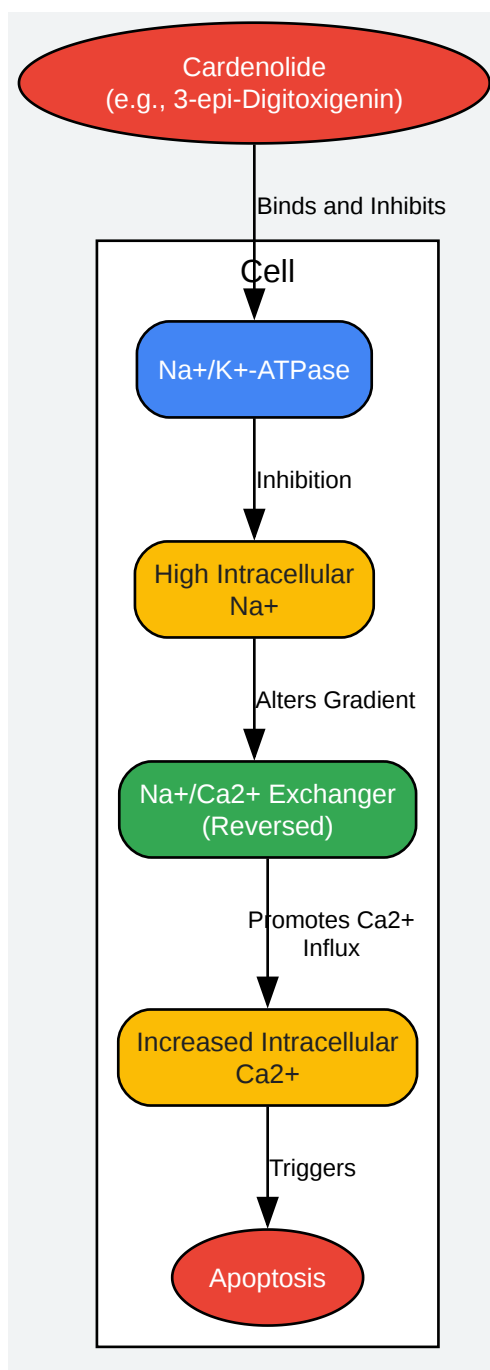 Cardenolide
(e.g., 3-epi-Digitoxigenin)
Binds and Inhibits
Cell
Na+/K+-ATPase
Inhibition
High Intracellular
Na+
Alters Gradient
Na+/Ca2+ Exchanger
(Reversed)
Promotes Ca2+
Influx
Increased Intracellular
Ca2+
Triggers
Apoptosis